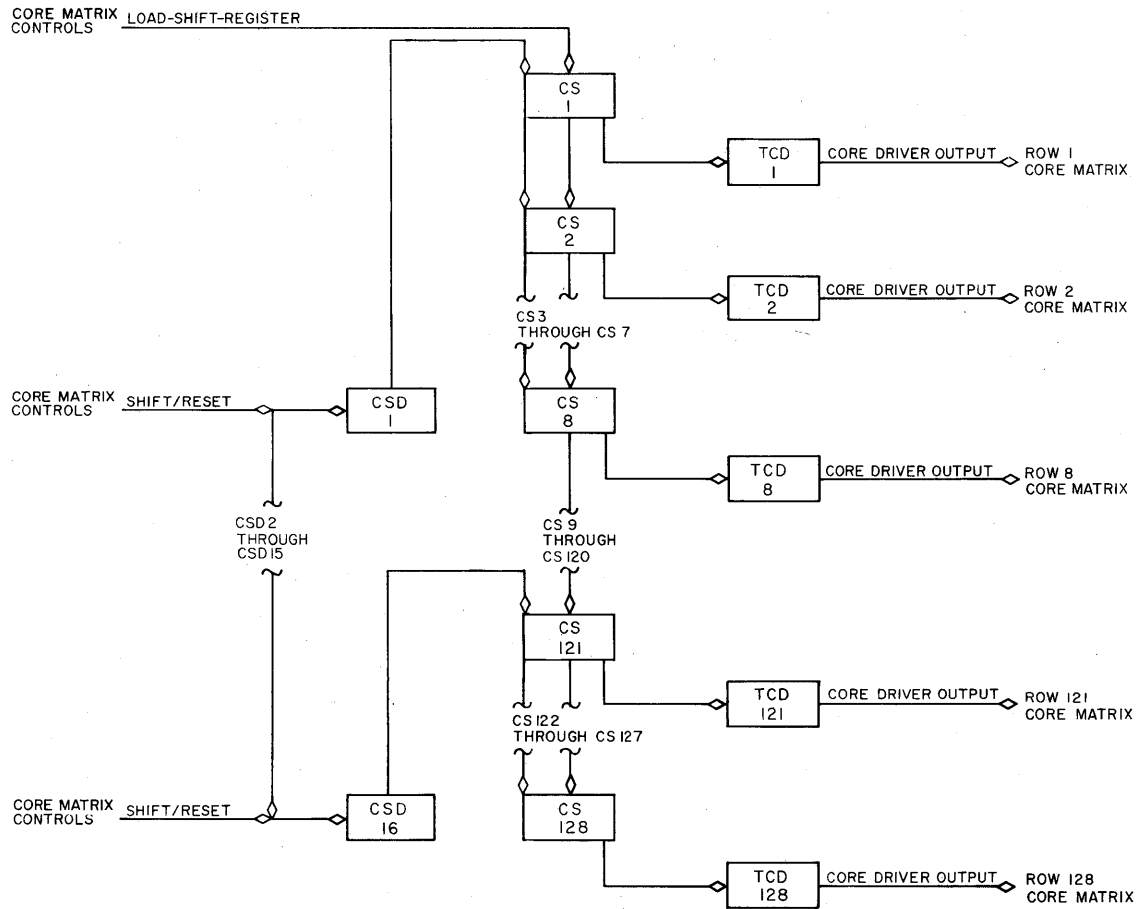 CORE MATRIX
CONTROLS
LOAD-SHIFT-REGISTER
CS
1
TCD
1
CORE DRIVER OUTPUT
ROW 1
CORE MATRIX
CS
2
TCD
2
CORE DRIVER OUTPUT
ROW 2
CORE MATRIX
CS 3
THROUGH CS 7
CORE MATRIX
CONTROLS
SHIFT/RESET
CSD
1
CS
8
TCD
8
CORE DRIVER OUTPUT
ROW 8
CORE MATRIX
CSD 2
THROUGH
CSD 15
CS 9
THROUGH
CS 120
CS
121
TCD
121
CORE DRIVER OUTPUT
ROW 121
CORE MATRIX
CS 122
THROUGH CS 127
CORE MATRIX
CONTROLS
SHIFT/RESET
CSD
16
CS
128
TCD
128
CORE DRIVER OUTPUT
ROW 128
CORE MATRIX